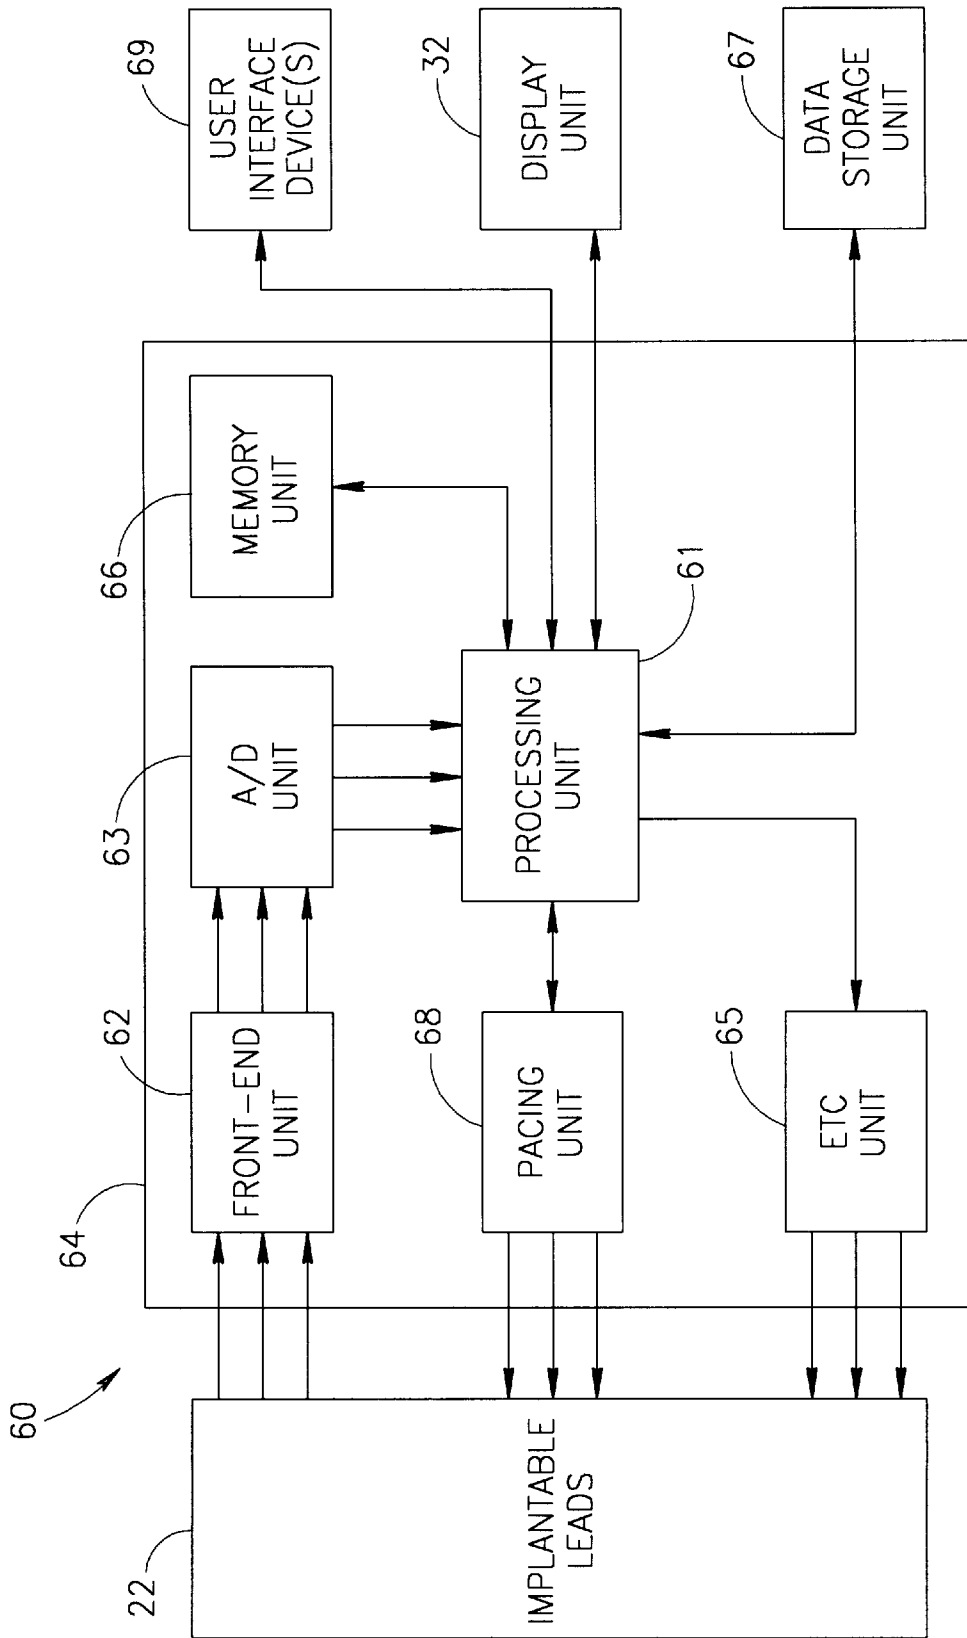 60
22
IMPLANTABLE
LEADS
64
62
FRONT-END
UNIT
63
A/D
UNIT
66
MEMORY
UNIT
68
PACING
UNIT
PROCESSING
UNIT
61
65
ETC
UNIT
69
USER
INTERFACE
DEVICE(S)
32
DISPLAY
UNIT
67
DATA
STORAGE
UNIT